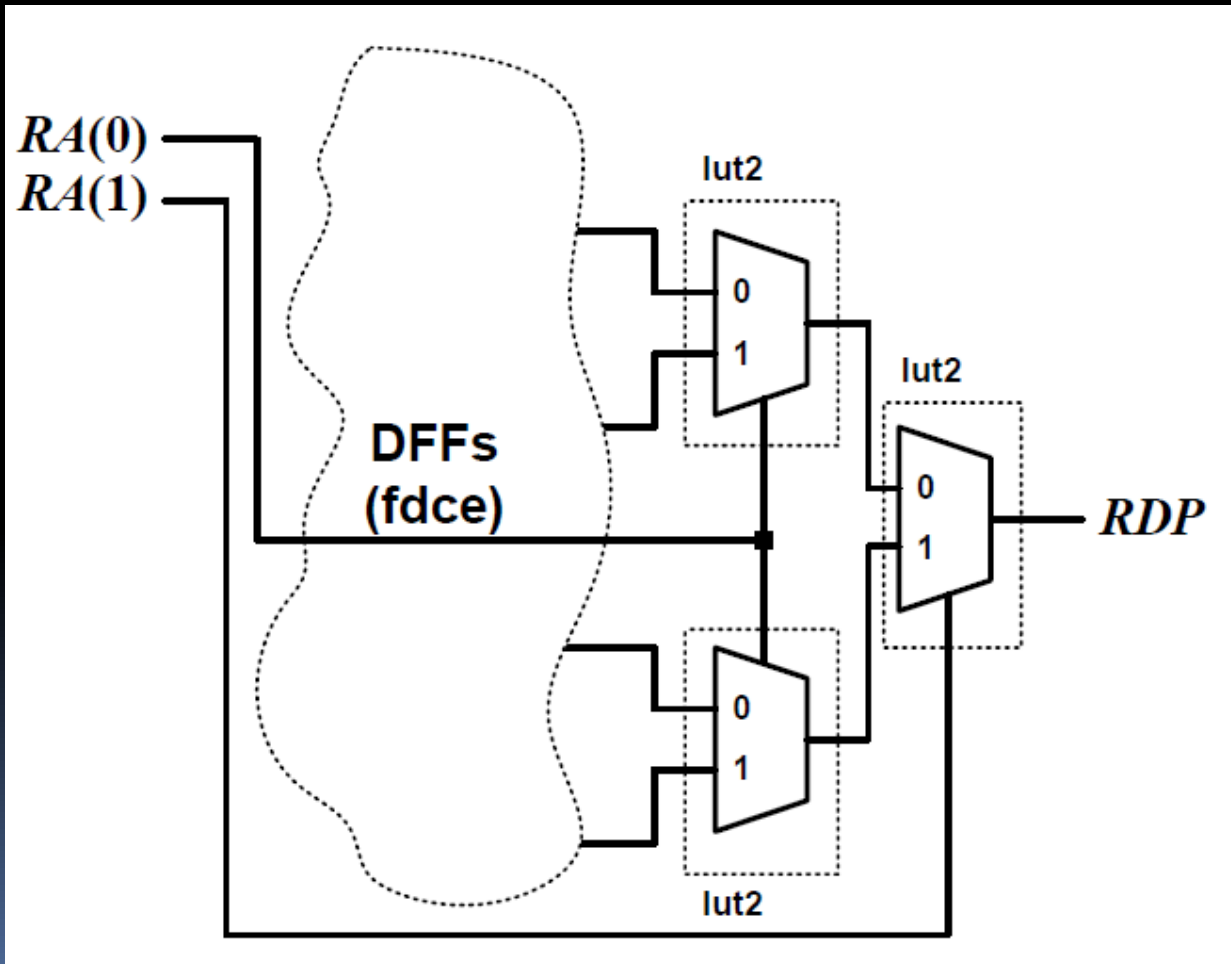 RA(0)
RA(1)
lut2
0
1
lut2
DFFs
(fdce)
0
1
RDP
0
1
lut2